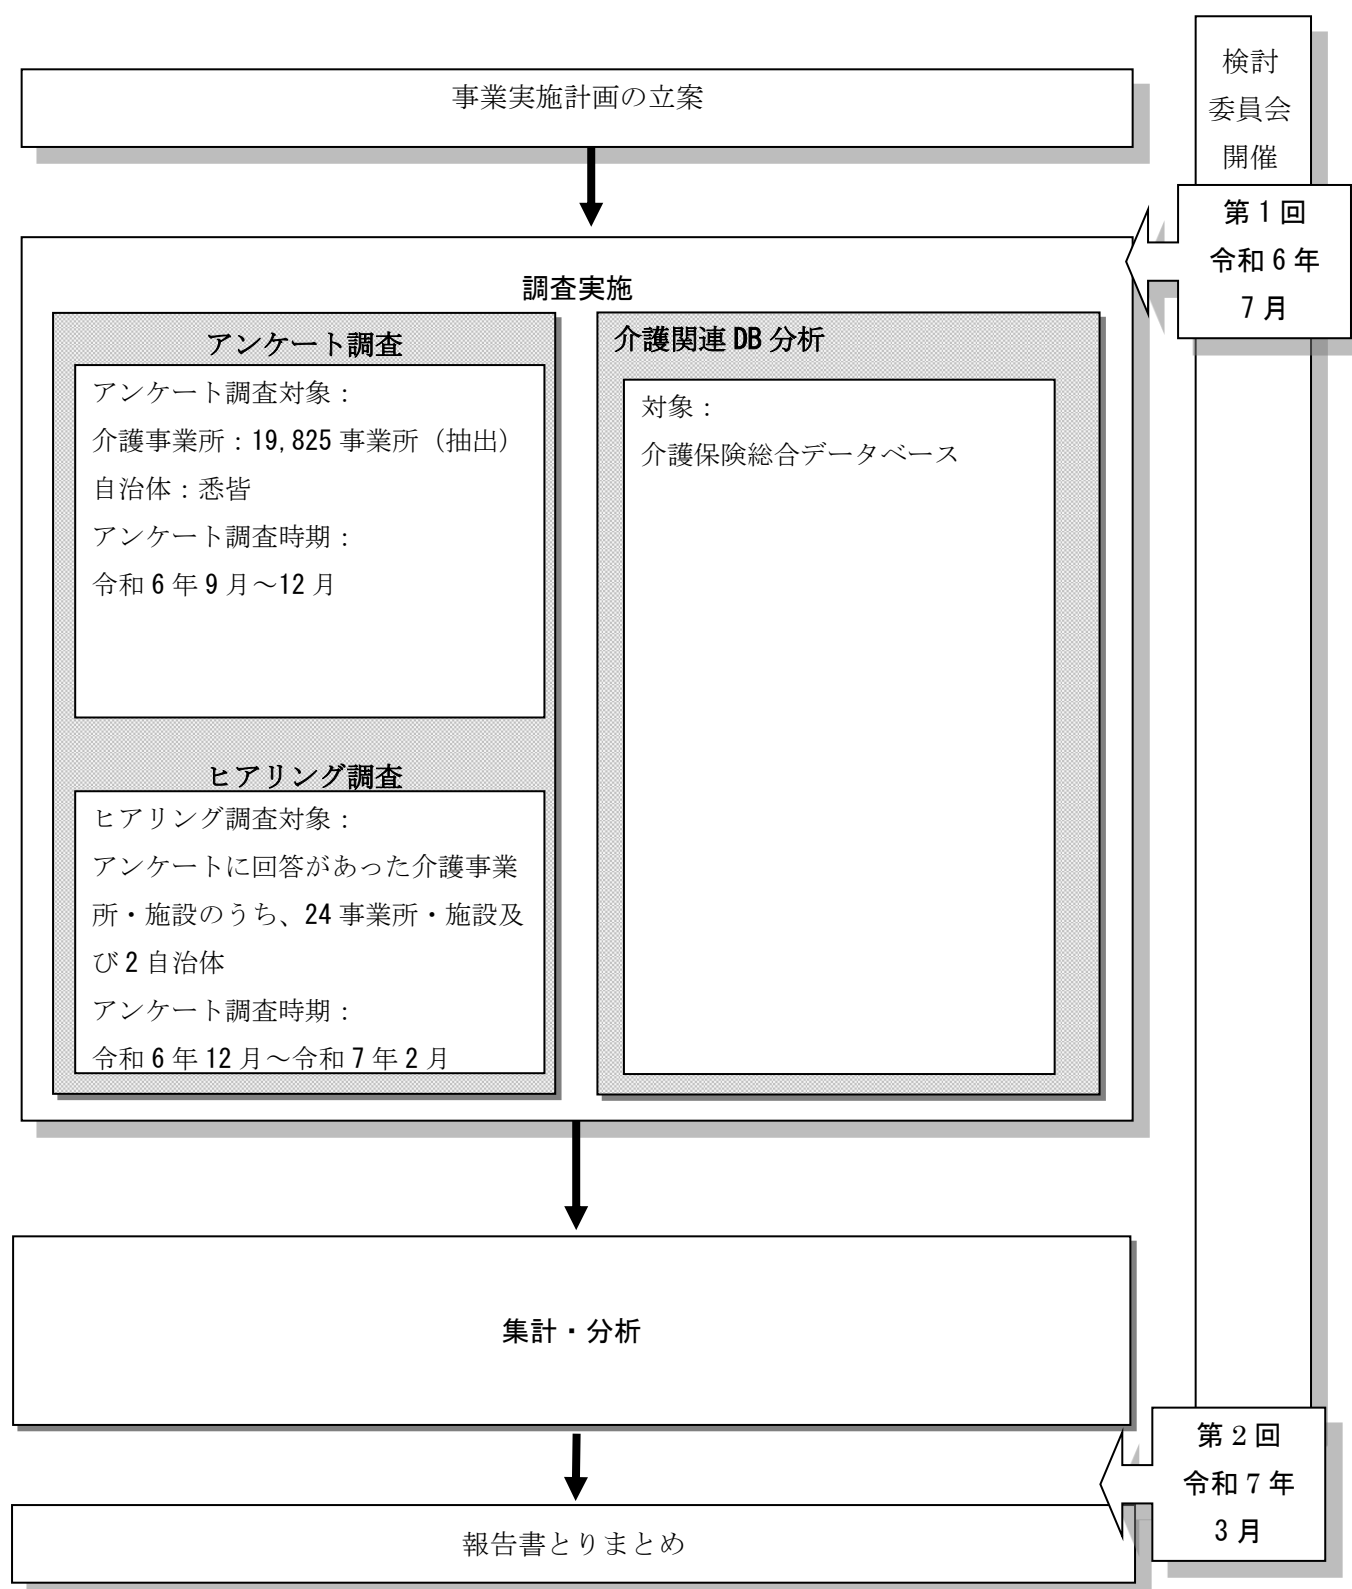 検討
委員会
開催
事業実施計画の立案
第1回
令和6年
7月
調査実施
アンケート調査
アンケート調査対象：
介護事業所：19,825事業所（抽出）
自治体：悉皆
アンケート調査時期：
令和6年9月～12月
ヒアリング調査
ヒアリング調査対象：
アンケートに回答があった介護事業
所・施設のうち、24事業所・施設及
び2自治体
アンケート調査時期：
令和6年12月～令和7年2月
介護関連DB分析
対象：
介護保険総合データベース
集計・分析
第2回
令和7年
3月
報告書とりまとめ